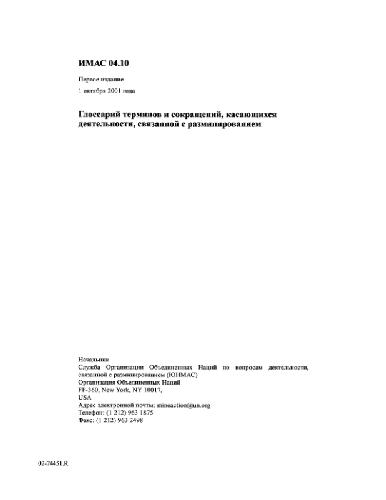 ИМАС 04.10
Первое издание
1 октября 2001 года
Глоссарий терминов и сокращений, касающихся
деятельности, связанной с разминированием
Начальник
Служба Организации Объединенных Наций по вопросам деятельности,
связанной с разминированием (ЮНМАС)
Организация Объединенных Наций
FF-360, New York, NY 10017,
USA
Адрес электронной почты: mineaction@un.org
Телефон: (1 212) 963 1875
Факс: (1 212) 963 2498
02-74451.R